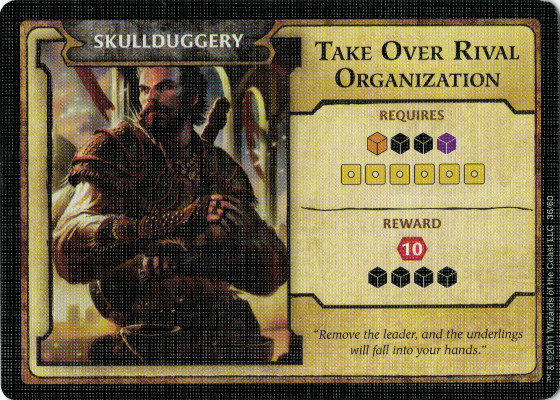 SKULLDUGGERY
TAKE OVER RIVAL
ORGANIZATION
REQUIRES
REWARD
10
"Remove the leader, and the underlings
will fall into your hands."
™&©2011 Wizards of the Coast LLC 36/60